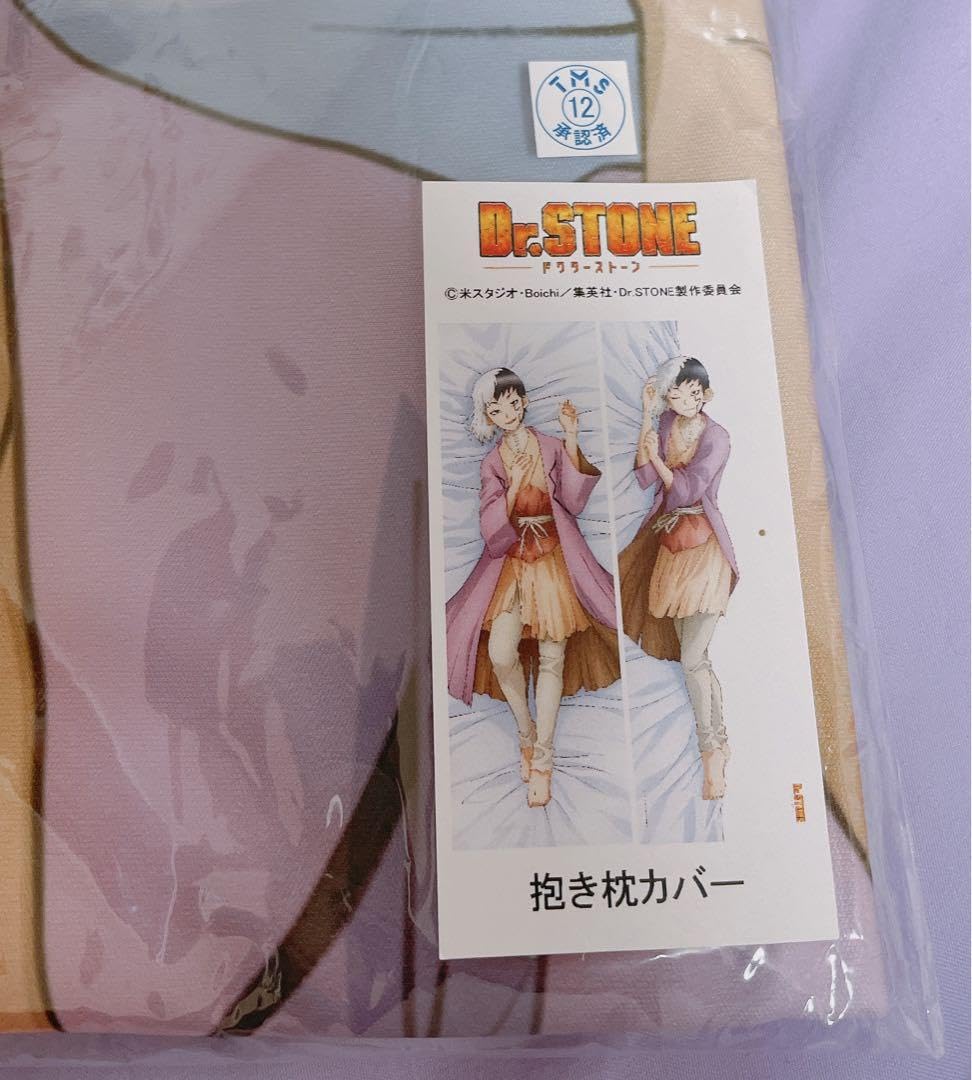 TMS
12
承認済
Dr.STONE
ドクターストーン
©米スタジオ・Boichi／集英社・Dr.STONE製作委員会
Dr.STONE
抱き枕カバー